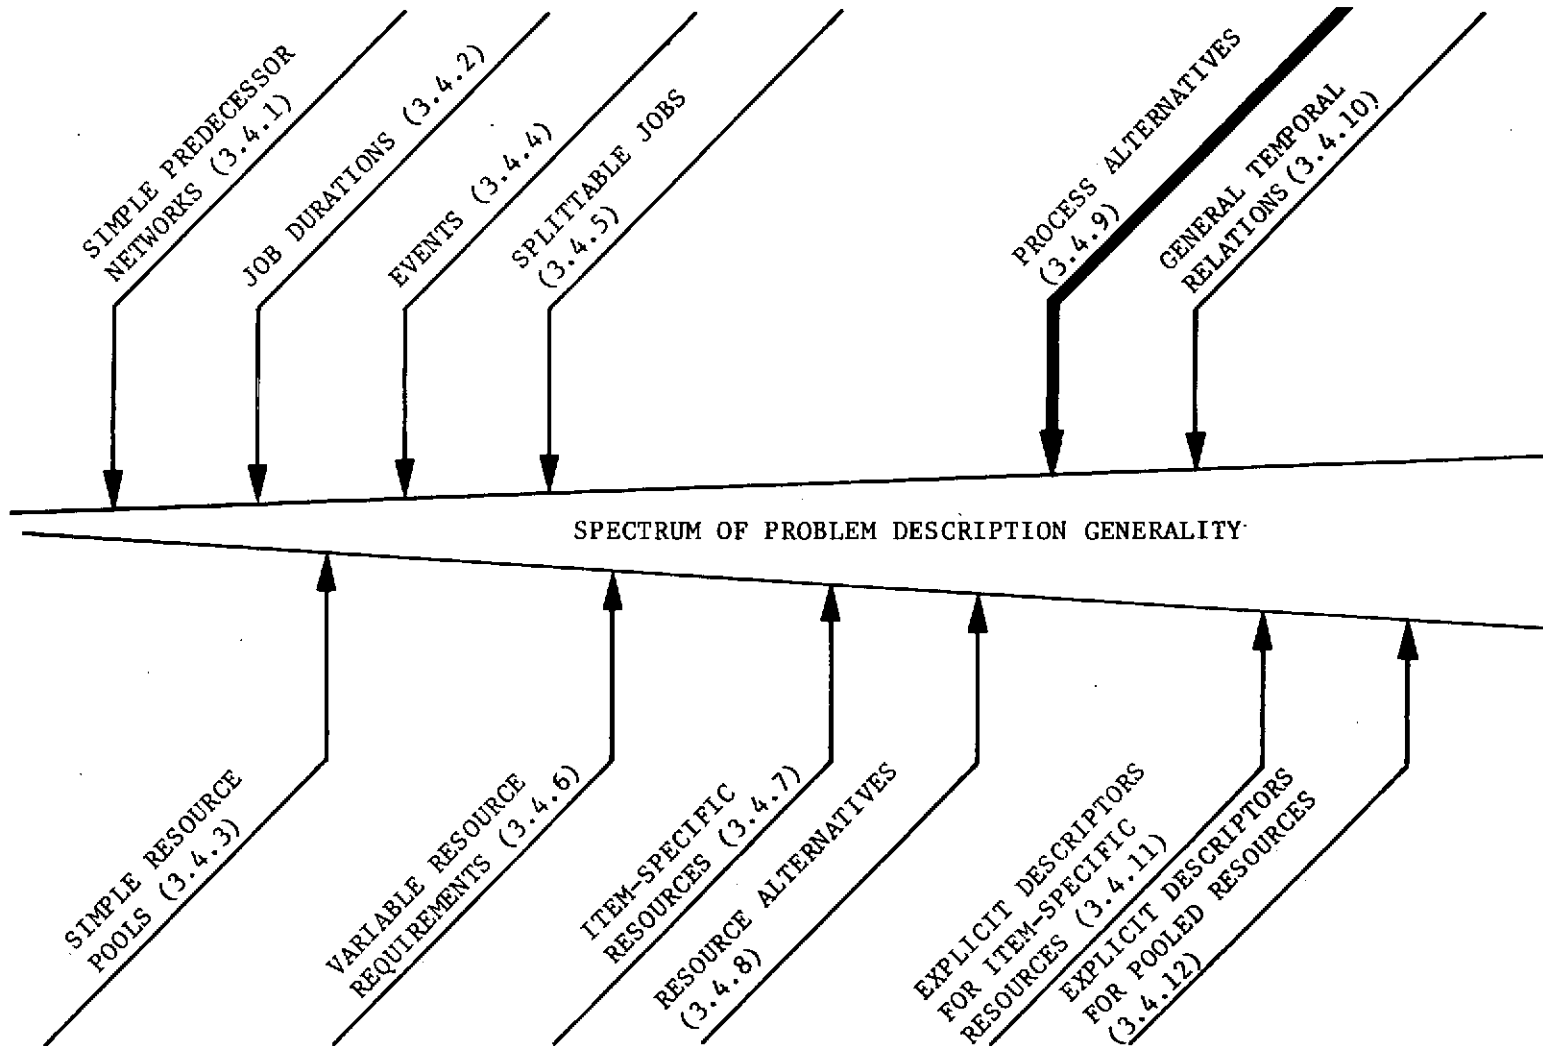 SIMPLE PREDECESSOR
NETWORKS (3.4.1)
JOB DURATIONS (3.4.2)
EVENTS (3.4.4)
SPLITTABLE JOBS
(3.4.5)
PROCESS ALTERNATIVES
(3.4.9)
GENERAL TEMPORAL
RELATIONS (3.4.10)
SPECTRUM OF PROBLEM DESCRIPTION GENERALITY
SIMPLE RESOURCE
POOLS (3.4.3)
VARIABLE RESOURCE
REQUIREMENTS (3.4.6)
ITEM-SPECIFIC
RESOURCES (3.4.7)
RESOURCE ALTERNATIVES
(3.4.8)
EXPLICIT DESCRIPTORS
FOR ITEM-SPECIFIC
RESOURCES (3.4.11)
EXPLICIT DESCRIPTORS
FOR POOLED RESOURCES
(3.4.12)